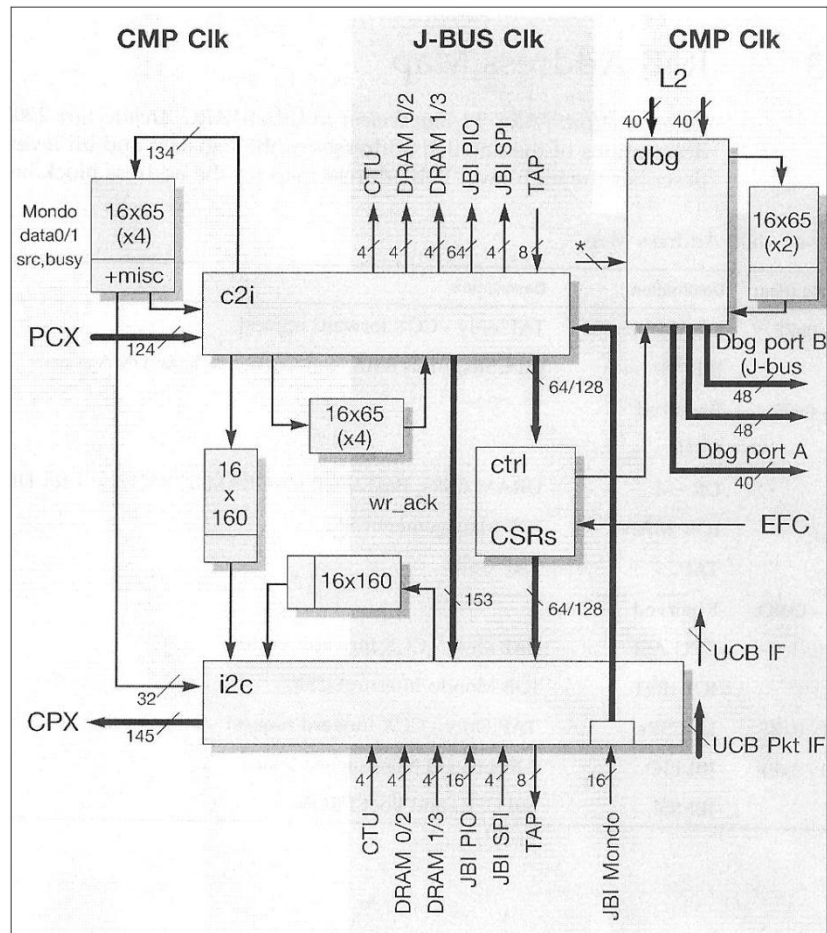 CMP Clk
J-BUS Clk
CMP Clk
L2
40
40
dbg
134
CTU
DRAM 0/2
DRAM 1/3
JBI PIO
JBI SPI
TAP
Mondo
data0/1
src,busy
16x65
(x4)
+misc
16x65
(x2)
4
4
4
64
4
8
*
c2i
PCX
124
Dbg port B
(J-bus
48
48
Dbg port A
40
64/128
16x65
(x4)
16
x
160
ctrl
CSRs
wr_ack
EFC
16x160
153
64/128
UCB IF
i2c
32
CPX
145
UCB Pkt IF
4
4
4
16
4
8
16
CTU
DRAM 0/2
DRAM 1/3
JBI PIO
JBI SPI
TAP
JBI Mondo